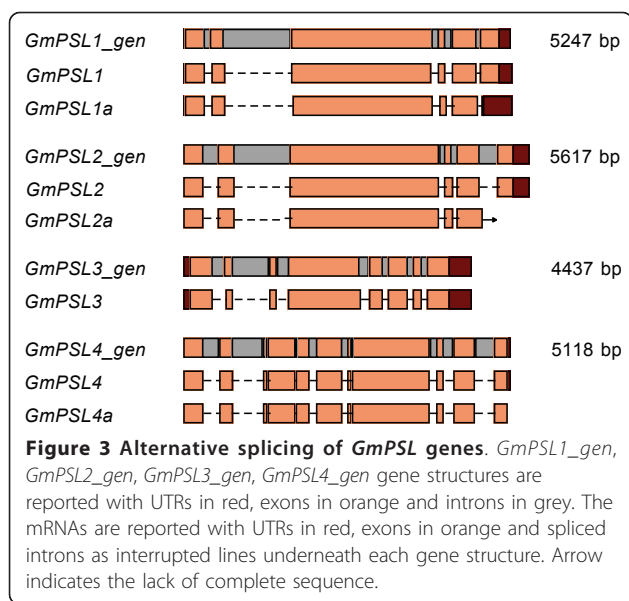 GmPSL1_gen 5247 bp
GmPSL1
GmPSL1a
GmPSL2_gen 5617 bp
GmPSL2
GmPSL2a
GmPSL3_gen 4437 bp
GmPSL3
GmPSL4_gen 5118 bp
GmPSL4
GmPSL4a
Figure 3 Alternative splicing of GmPSL genes. GmPSL1_gen,
GmPSL2_gen, GmPSL3_gen, GmPSL4_gen gene structures are
reported with UTRs in red, exons in orange and introns in grey. The
mRNAs are reported with UTRs in red, exons in orange and spliced
introns as interrupted lines underneath each gene structure. Arrow
indicates the lack of complete sequence.